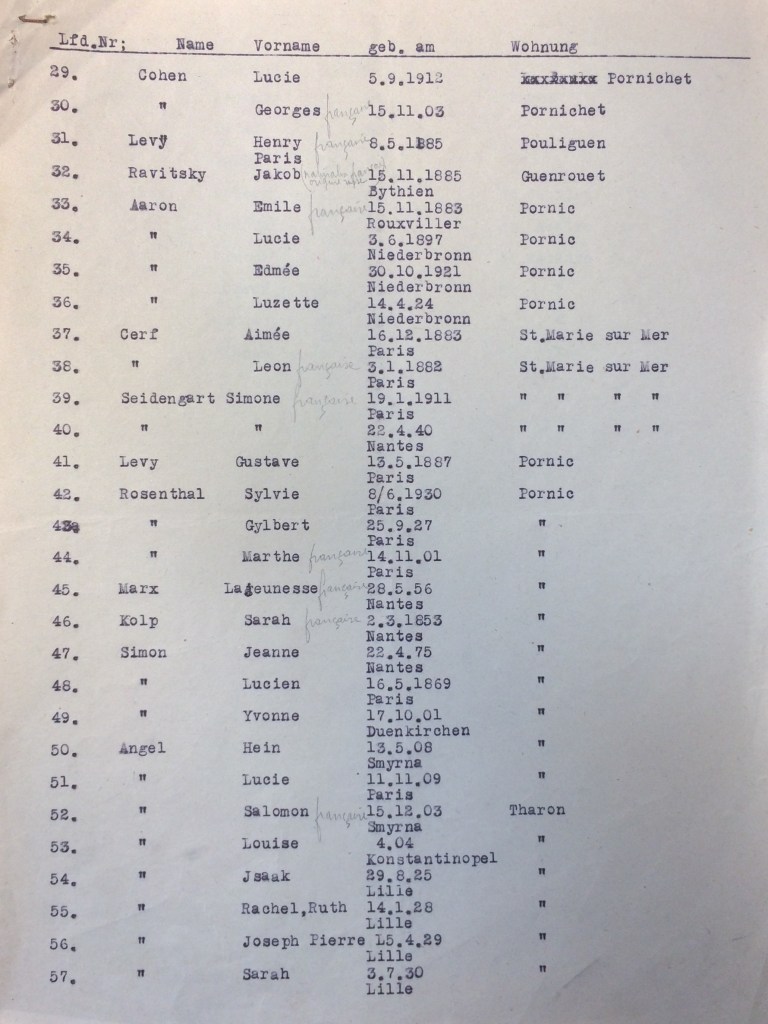 Lfd.Nr; Name Vorname geb. am Wohnung
29. Cohen Lucie 5.9.1912 Pornichet
30. " Georges française 15.11.03 Pornichet
31. Levy Henry française 8.5.1885 Pouliguen
Paris
32. Ravitsky Jakob 15.11.1885 Guenrouet
Bythien
33. Aaron Emile française 15.11.1883 Pornic
Rouxviller
34. " Lucie 3.6.1897 Pornic
Niederbronn
35. " Edmée 30.10.1921 Pornic
Niederbronn
36. " Luzette 14.4.24 Pornic
Niederbronn
37. Cerf Aimée 16.12.1883 St.Marie sur Mer
Paris
38. " Leon française 3.1.1882 St.Marie sur Mer
Paris
39. Seidengart Simone française 19.1.1911 " " " "
Paris
40. " " 22.4.40 " " " "
Nantes
41. Levy Gustave 13.5.1887 Pornic
Paris
42. Rosenthal Sylvie 8/6.1930 Pornic
Paris
43. " Gylbert 25.9.27 "
Paris
44. " Marthe française 14.11.01 "
Paris
45. Marx Lajeunesse française 28.5.56 "
Nantes
46. Kolp Sarah française 2.3.1853 "
Nantes
47. Simon Jeanne 22.4.75 "
Nantes
48. " Lucien 16.5.1869 "
Paris
49. " Yvonne 17.10.01 "
Duenkirchen
50. Angel Hein 13.5.08 "
Smyrna
51. " Lucie 11.11.09 "
Paris
52. " Salomon française 15.12.03 Tharon
Smyrna
53. " Louise 4.04 "
Konstantinopel
54. " Jsaak 29.8.25 "
Lille
55. " Rachel,Ruth 14.1.28 "
Lille
56. " Joseph Pierre 15.4.29 "
Lille
57. " Sarah 3.7.30 "
Lille